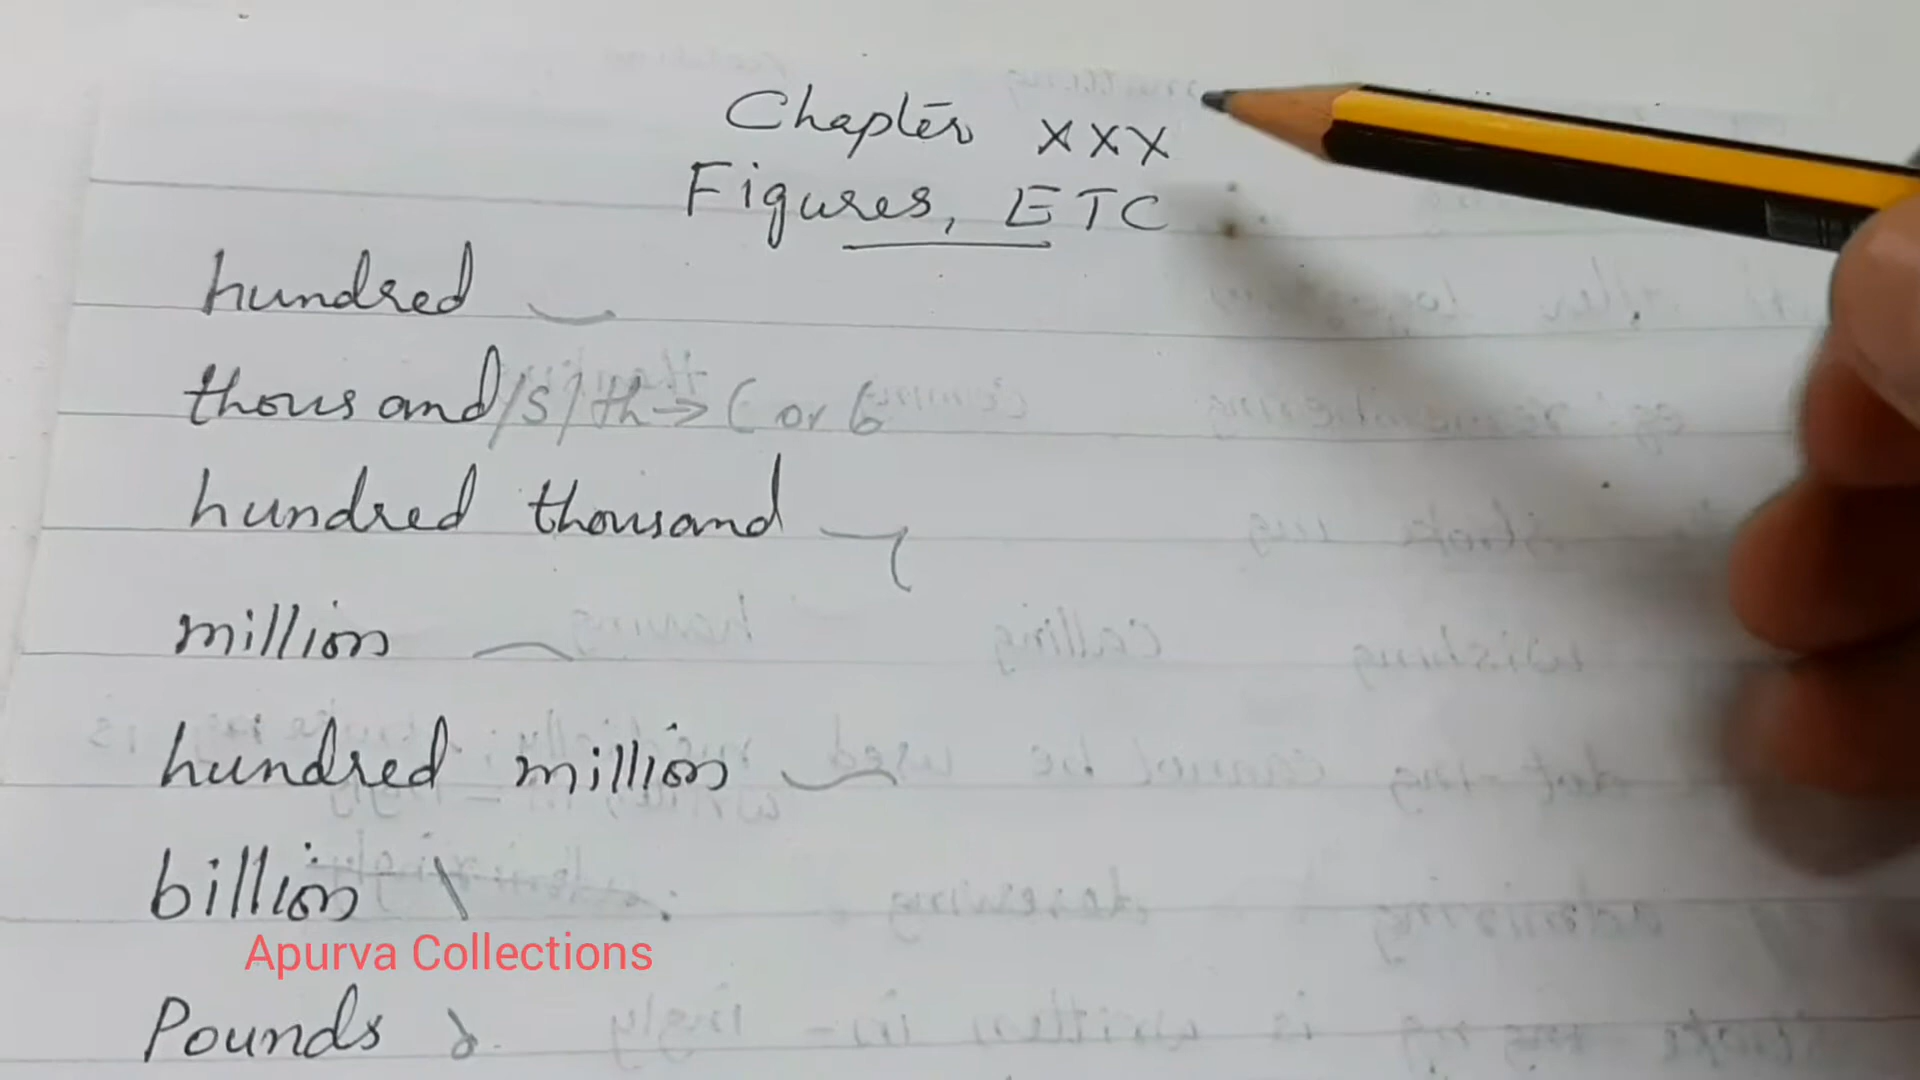 Chapter XXX
Figures, ETC
hundred
thousand/s/th → ( or 6
hundred thousand
million
hundred million
billion \
Apurva Collections
Pounds